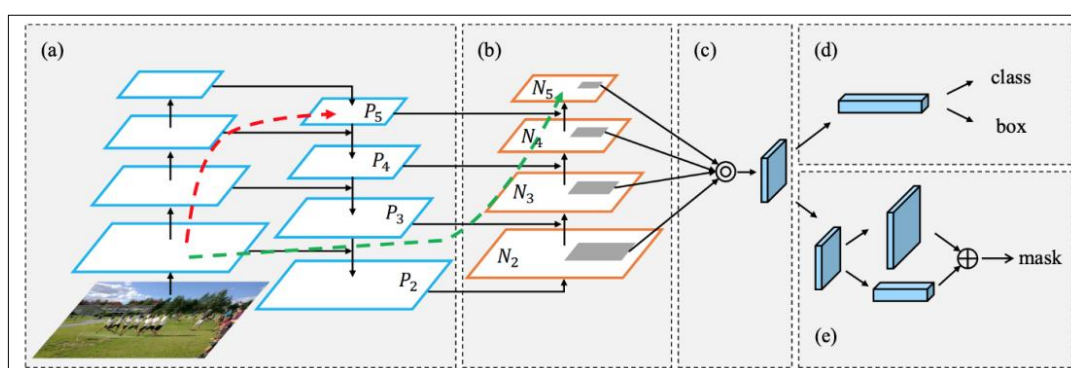 (a)
P5
P4
P3
P2
(b)
N5
N4
N3
N2
(c)
(d)
class
box
(e)
mask